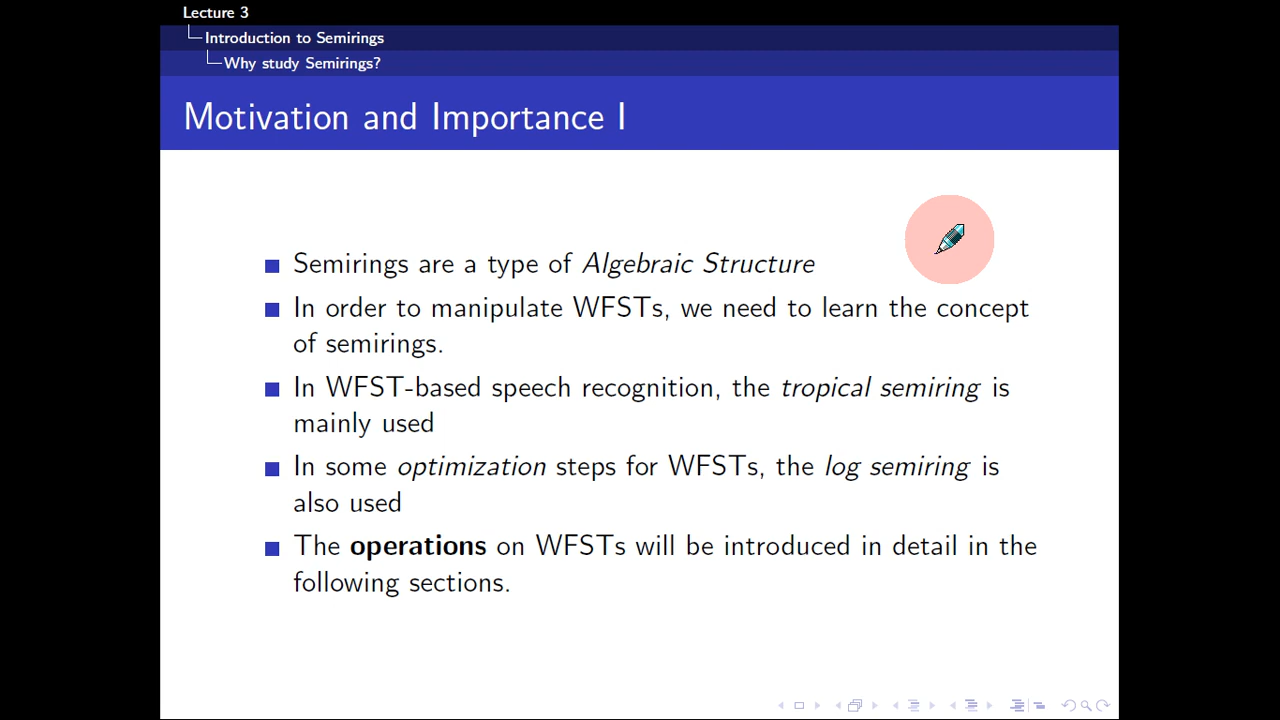 Lecture 3
Introduction to Semirings
Why study Semirings?
Motivation and Importance I
Semirings are a type of Algebraic Structure
In order to manipulate WFSTs, we need to learn the concept
of semirings.
In WFST-based speech recognition, the tropical semiring is
mainly used
In some optimization steps for WFSTs, the log semiring is
also used
The operations on WFSTs will be introduced in detail in the
following sections.